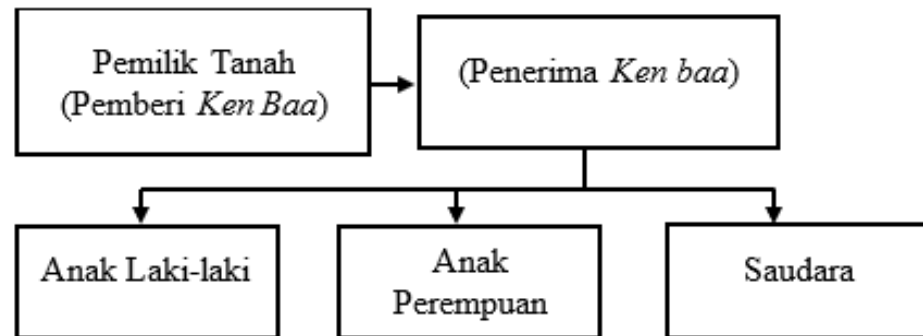 Pemilik Tanah
(Pemberi Ken Baa)
(Penerima Ken baa)
Anak Laki-laki
Anak
Perempuan
Saudara